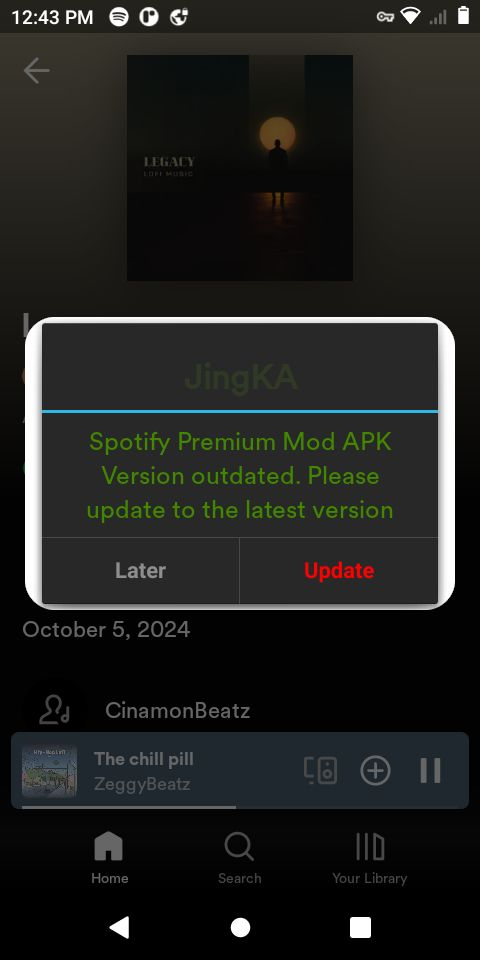 12:43 PM
LEGACY
LOFI MUSIC
JingKA
Spotify Premium Mod APK
Version outdated. Please
update to the latest version
Later
Update
October 5, 2024
CinamonBeatz
The chill pill
ZeggyBeatz
Home
Search
Your Library